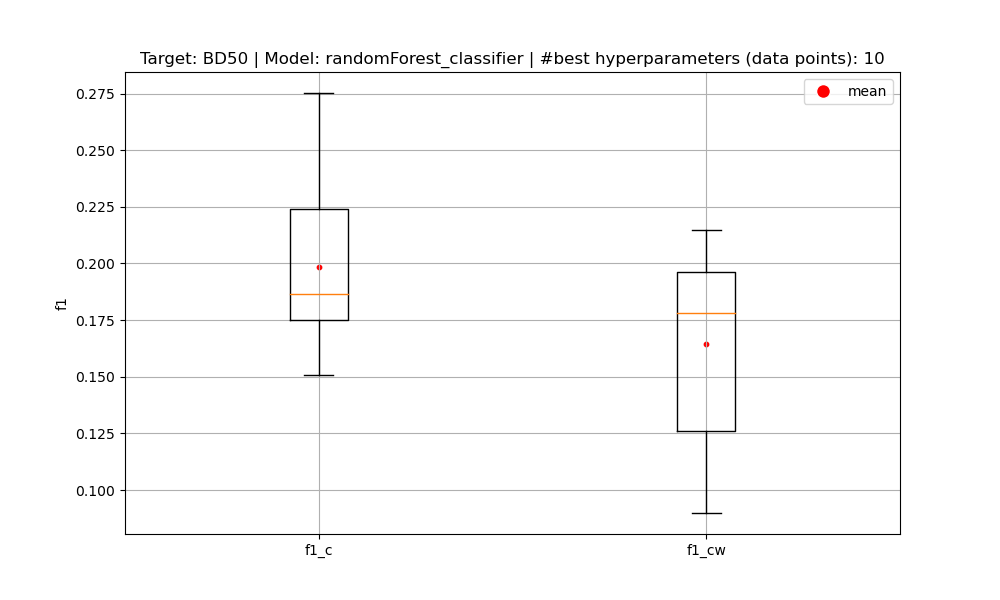 Target: BD50 | Model: randomForest_classifier | #best hyperparameters (data points): 10
mean
0.275
0.250
0.225
0.200
0.175
0.150
0.125
0.100
f1
f1_c
f1_cw